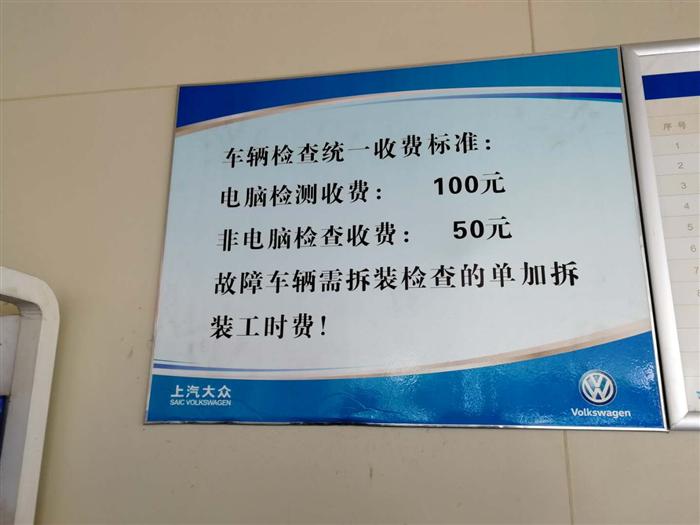 车辆检查统一收费标准：
电脑检测收费： 100元
非电脑检查收费： 50元
故障车辆需拆装检查的单加拆
装工时费！
上汽大众
SAIC VOLKSWAGEN
Volkswagen
序号
1
2
3
4
5
6
7
8
9